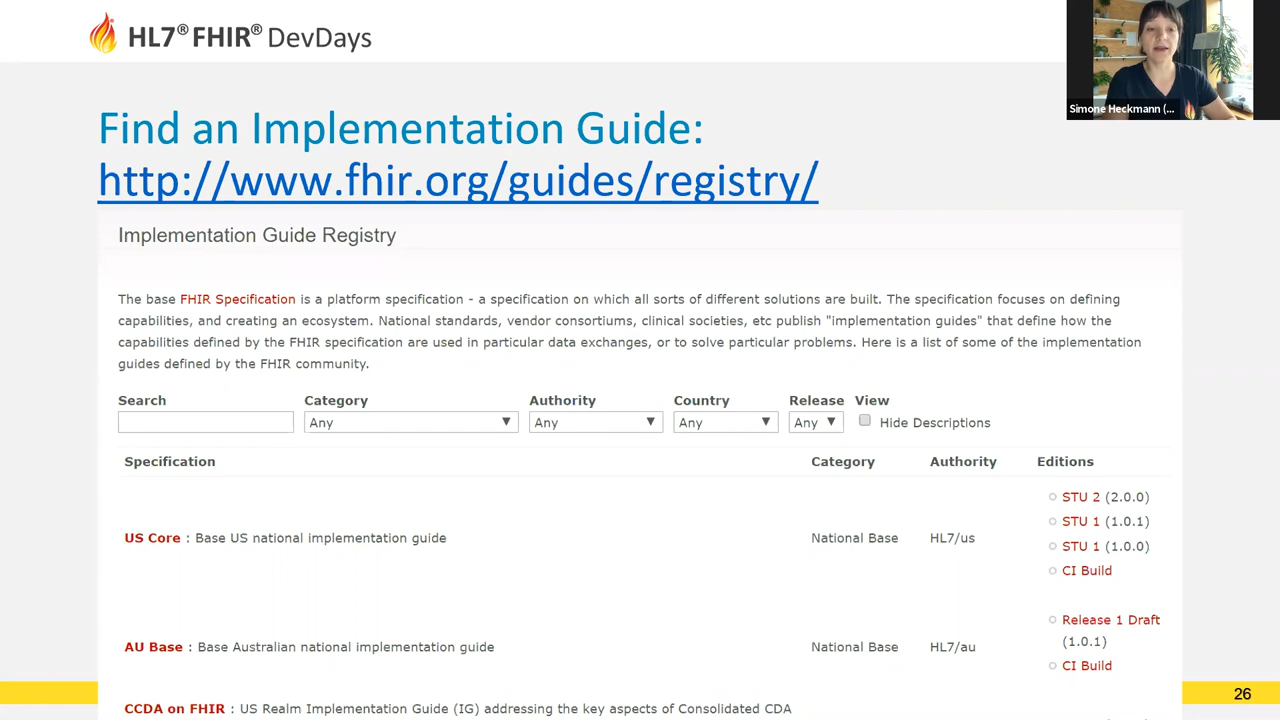 HL7® FHIR® DevDays
Simone Heckmann (...
Find an Implementation Guide:
http://www.fhir.org/guides/registry/
Implementation Guide Registry
The base FHIR Specification is a platform specification - a specification on which all sorts of different solutions are built. The specification focuses on defining
capabilities, and creating an ecosystem. National standards, vendor consortiums, clinical societies, etc publish "implementation guides" that define how the
capabilities defined by the FHIR specification are used in particular data exchanges, or to solve particular problems. Here is a list of some of the implementation
guides defined by the FHIR community.
Search Category Authority Country Release View
Any Any Any Any Hide Descriptions
Specification Category Authority Editions
STU 2 (2.0.0)
STU 1 (1.0.1)
US Core : Base US national implementation guide National Base HL7/us
STU 1 (1.0.0)
CI Build
Release 1 Draft
(1.0.1)
AU Base : Base Australian national implementation guide National Base HL7/au
CI Build
26
CCDA on FHIR : US Realm Implementation Guide (IG) addressing the key aspects of Consolidated CDA